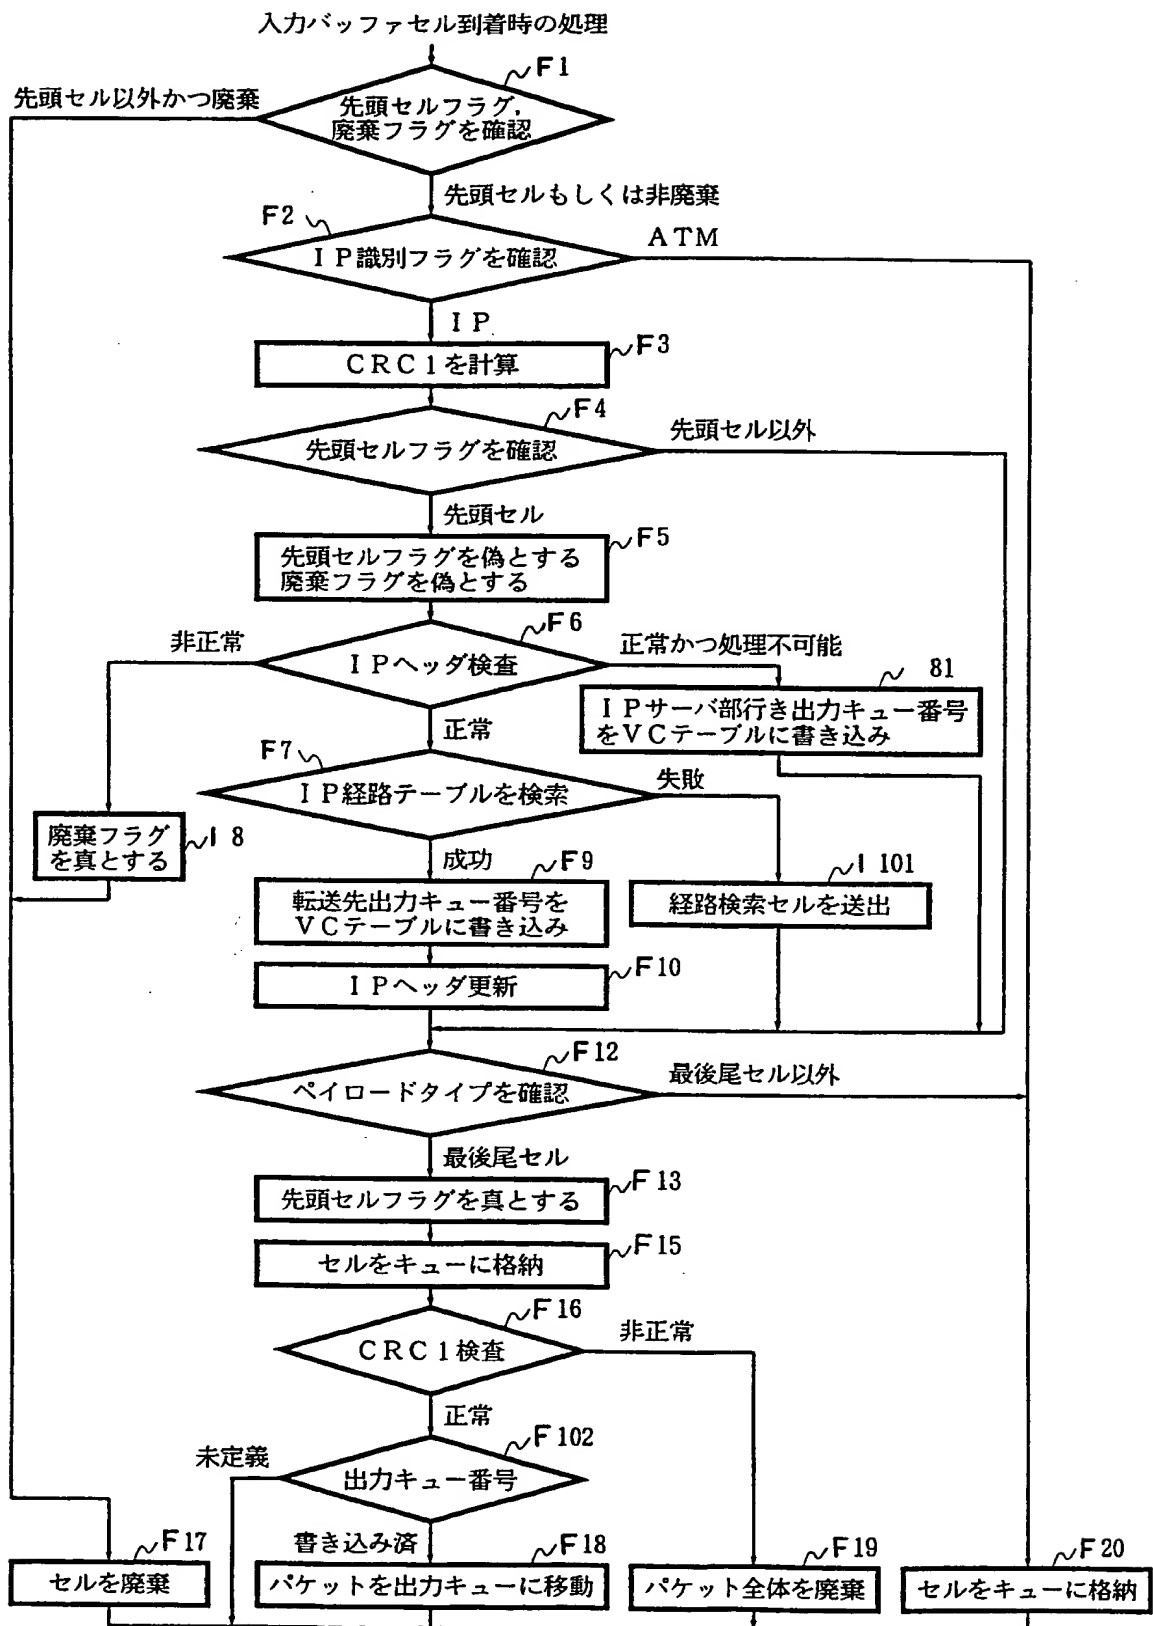 入力バッファセル到着時の処理
F1
先頭セル以外かつ廃棄
先頭セルフラグ,
廃棄フラグを確認
先頭セルもしくは非廃棄
F2
ATM
IP識別フラグを確認
IP
F3
CRC1を計算
F4
先頭セル以外
先頭セルフラグを確認
先頭セル
F5
先頭セルフラグを偽とする
廃棄フラグを偽とする
F6
非正常
正常かつ処理不可能
IPヘッダ検査
81
IPサーバ部行き出力キュー番号
をVCテーブルに書き込み
正常
F7
失敗
IP経路テーブルを検索
廃棄フラグ
を真とする
I8
成功
F9
I101
転送先出力キュー番号を
VCテーブルに書き込み
経路検索セルを送出
F10
IPヘッダ更新
F12
最後尾セル以外
ペイロードタイプを確認
最後尾セル
F13
先頭セルフラグを真とする
F15
セルをキューに格納
F16
非正常
CRC1検査
正常
F102
未定義
出力キュー番号
書き込み済
F17
F18
F19
F20
セルを廃棄
パケットを出力キューに移動
パケット全体を廃棄
セルをキューに格納